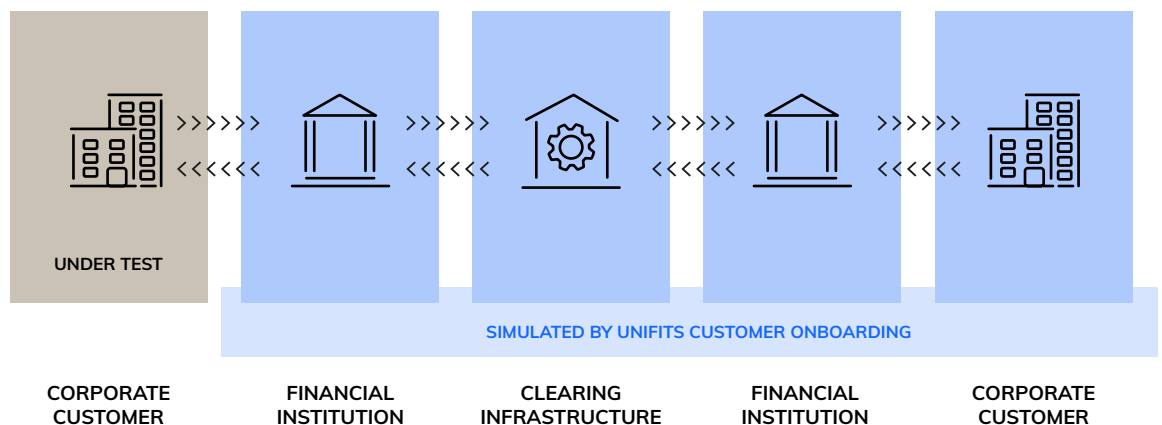 UNDER TEST
SIMULATED BY UNIFITS CUSTOMER ONBOARDING
CORPORATE
CUSTOMER
FINANCIAL
INSTITUTION
CLEARING
INFRASTRUCTURE
FINANCIAL
INSTITUTION
CORPORATE
CUSTOMER